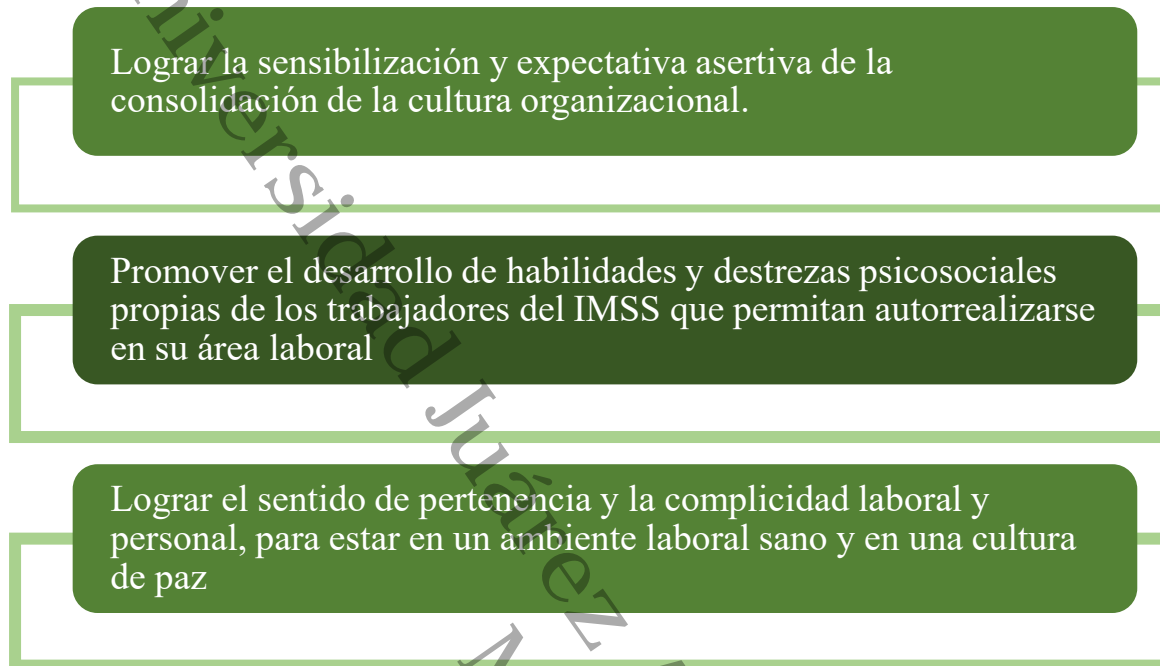 Lograr la sensibilización y expectativa asertiva de la
consolidación de la cultura organizacional.
Promover el desarrollo de habilidades y destrezas psicosociales
propias de los trabajadores del IMSS que permitan autorrealizarse
en su área laboral
Lograr el sentido de pertenencia y la complicidad laboral y
personal, para estar en un ambiente laboral sano y en una cultura
de paz
niversidad Juárez